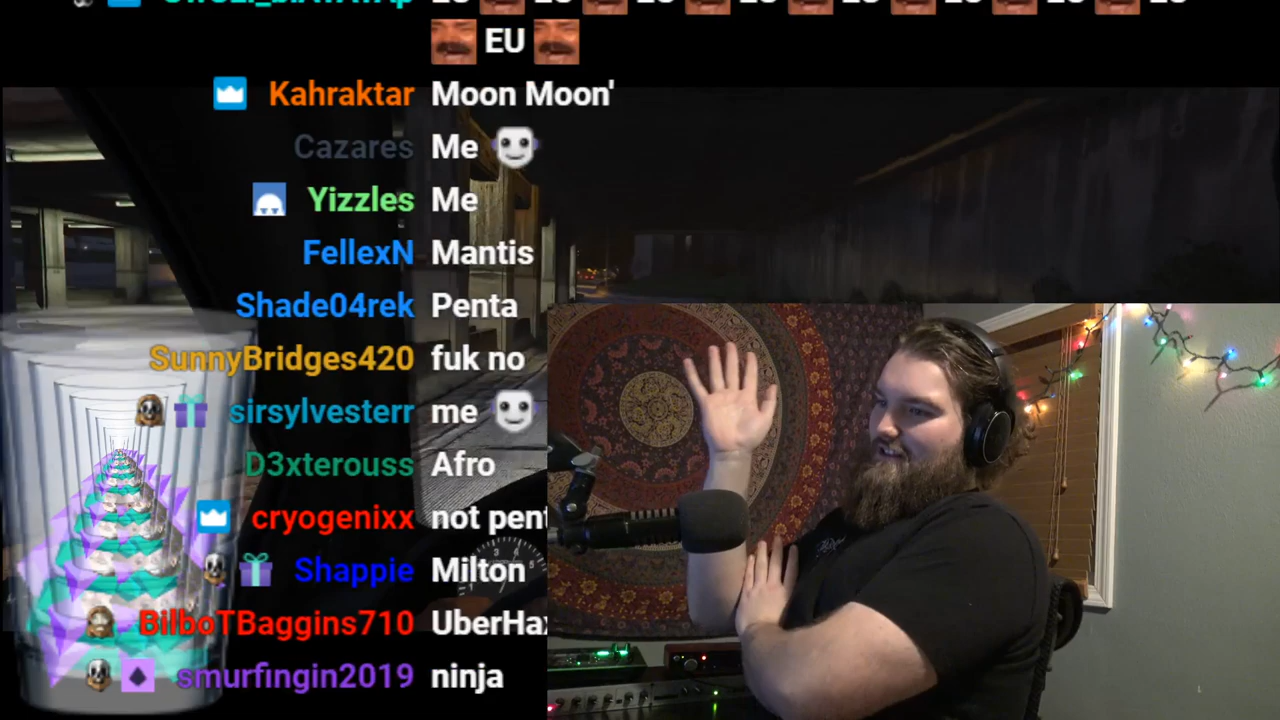 EU
Kahraktar Moon Moon'
Cazares Me
Yizzles Me
FellexN Mantis
Shade04rek Penta
SunnyBridges420 fuk no
sirsylvesterr me
D3xterouss Afro
cryogenixx not pent
Shappie Milton
BilboTBaggins710 UberHax
smurfingin2019 ninja